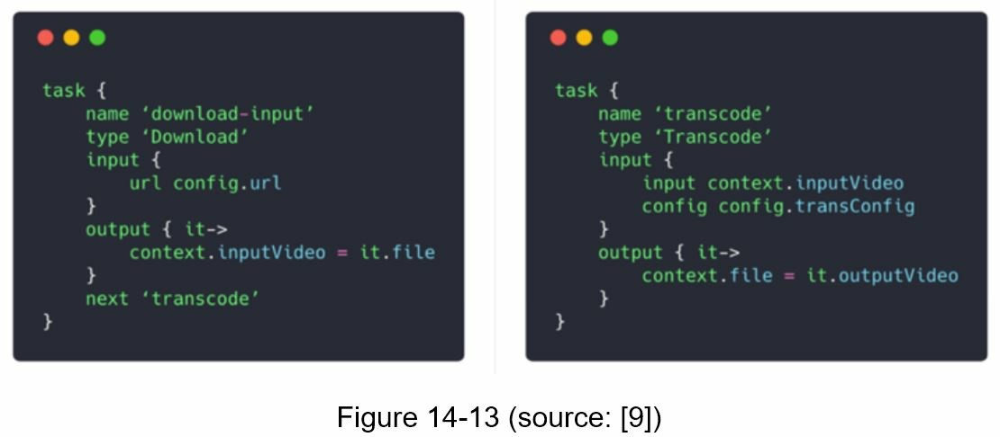 task {
name ‘download-input’
type ‘Download’
input {
url config.url
}
output { it->
context.inputVideo = it.file
}
next ‘transcode’
}
task {
name ‘transcode’
type ‘Transcode’
input {
input context.inputVideo
config config.transConfig
}
output { it->
context.file = it.outputVideo
}
}
Figure 14-13 (source: [9])